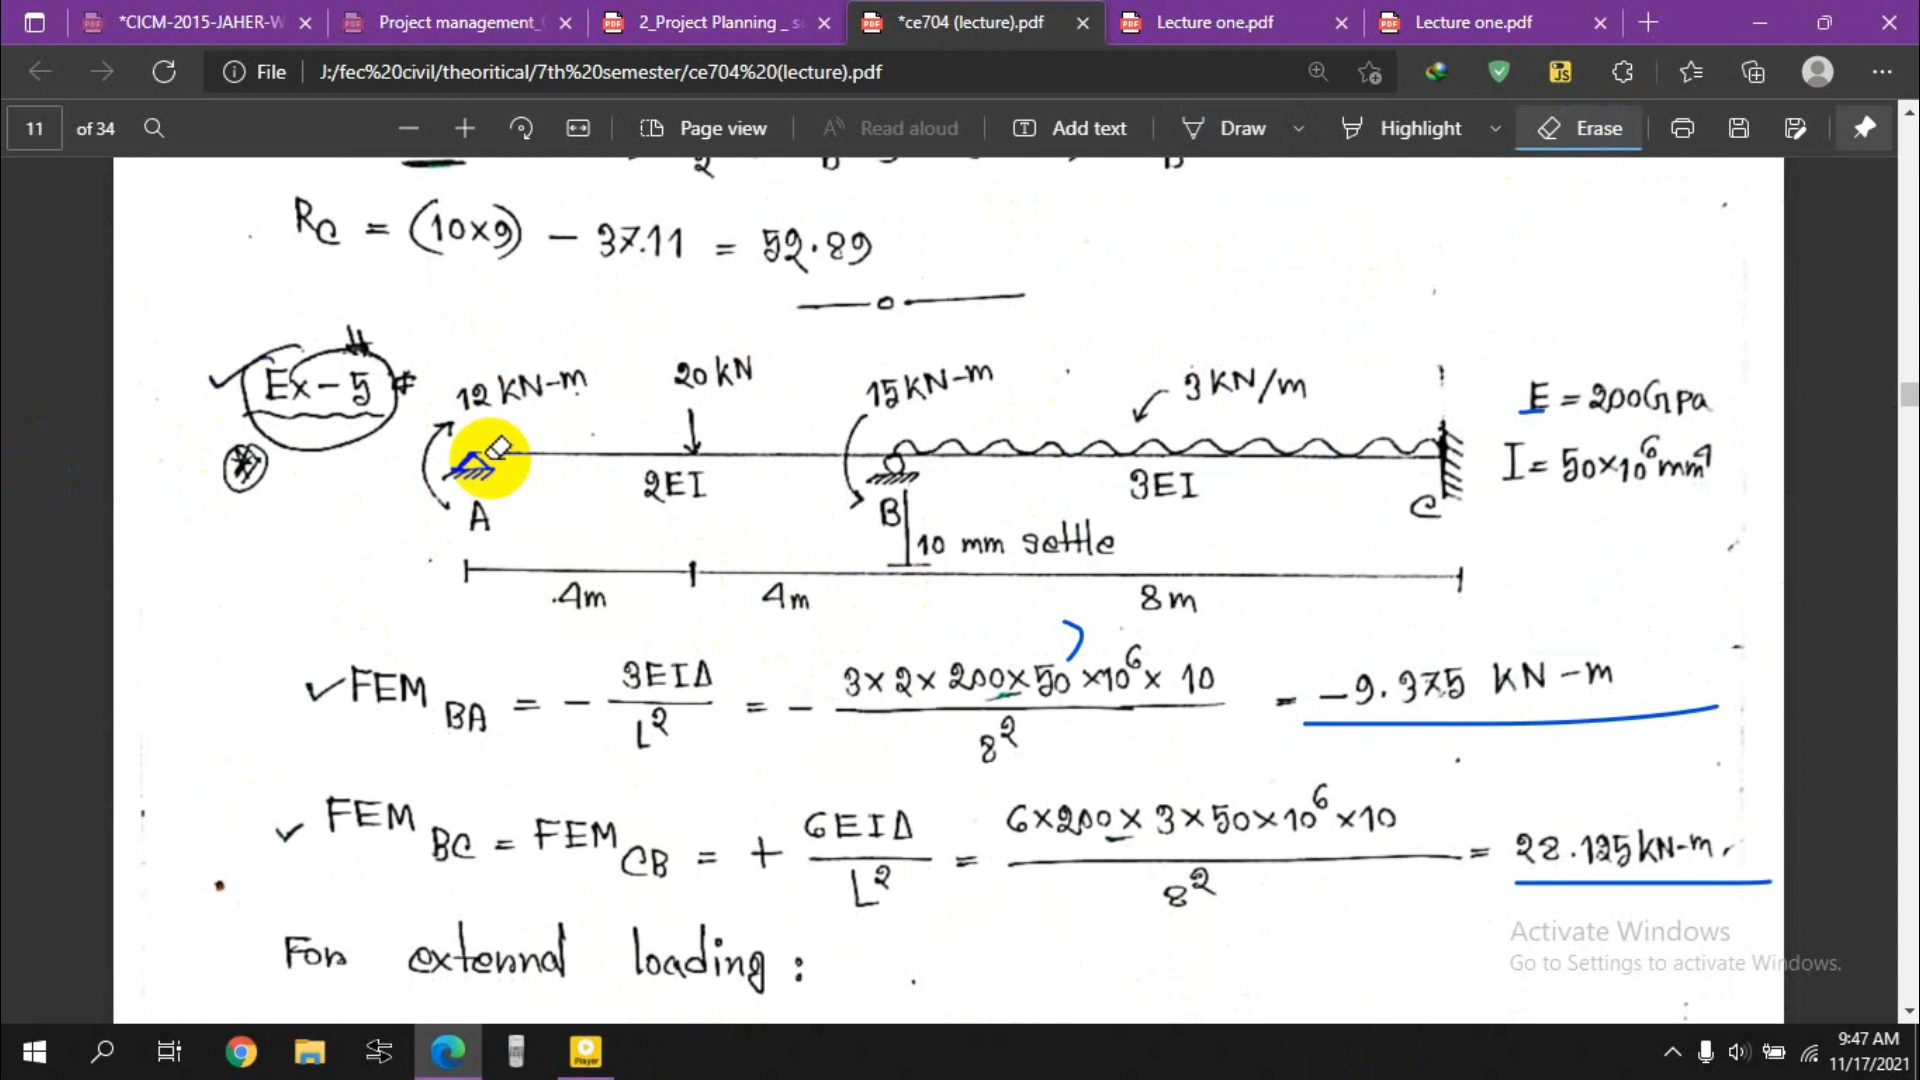 *CICM-2015-JAHER-W
Project management_
2_Project Planning _ s
*ce704 (lecture).pdf
Lecture one.pdf
Lecture one.pdf
File
J:/fec%20civil/theoritical/7th%20semester/ce704%20(lecture).pdf
11 of 34
Page view
Read aloud
Add text
Draw
Highlight
Erase
RC = (10×9) − 37.11 = 52.89
Ex-5
12 KN-m
20 KN
15 KN-m
3 KN/m
E = 200GPa
2EI
3EI
I = 50×10⁶mm⁴
A
B
C
10 mm settle
4m
4m
8m
FEM BA = − 3EIΔ / L² = − 3×2×200×50×10⁶×10 / 8² = −9.375 KN-m
FEM BC = FEM CB = + 6EIΔ / L² = 6×200×3×50×10⁶×10 / 8² = 28.125 KN-m.
For external loading:
Activate Windows
Go to Settings to activate Windows.
9:47 AM
11/17/2021